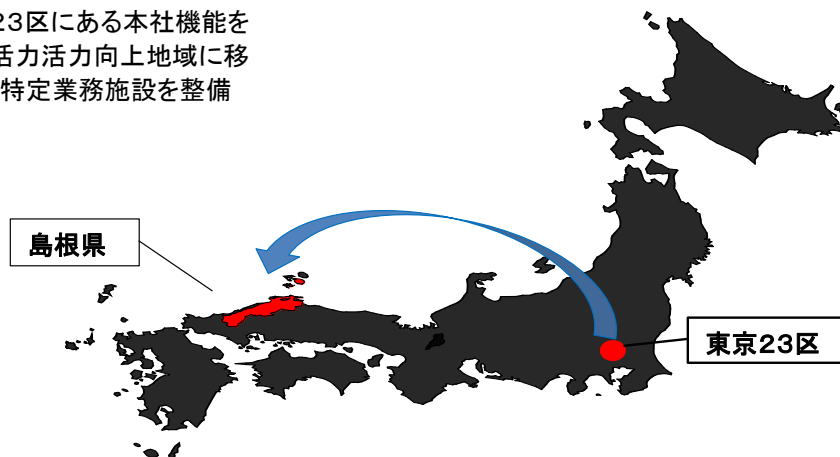 23区にある本社機能を
活力活力向上地域に移
特定業務施設を整備
島根県
東京23区